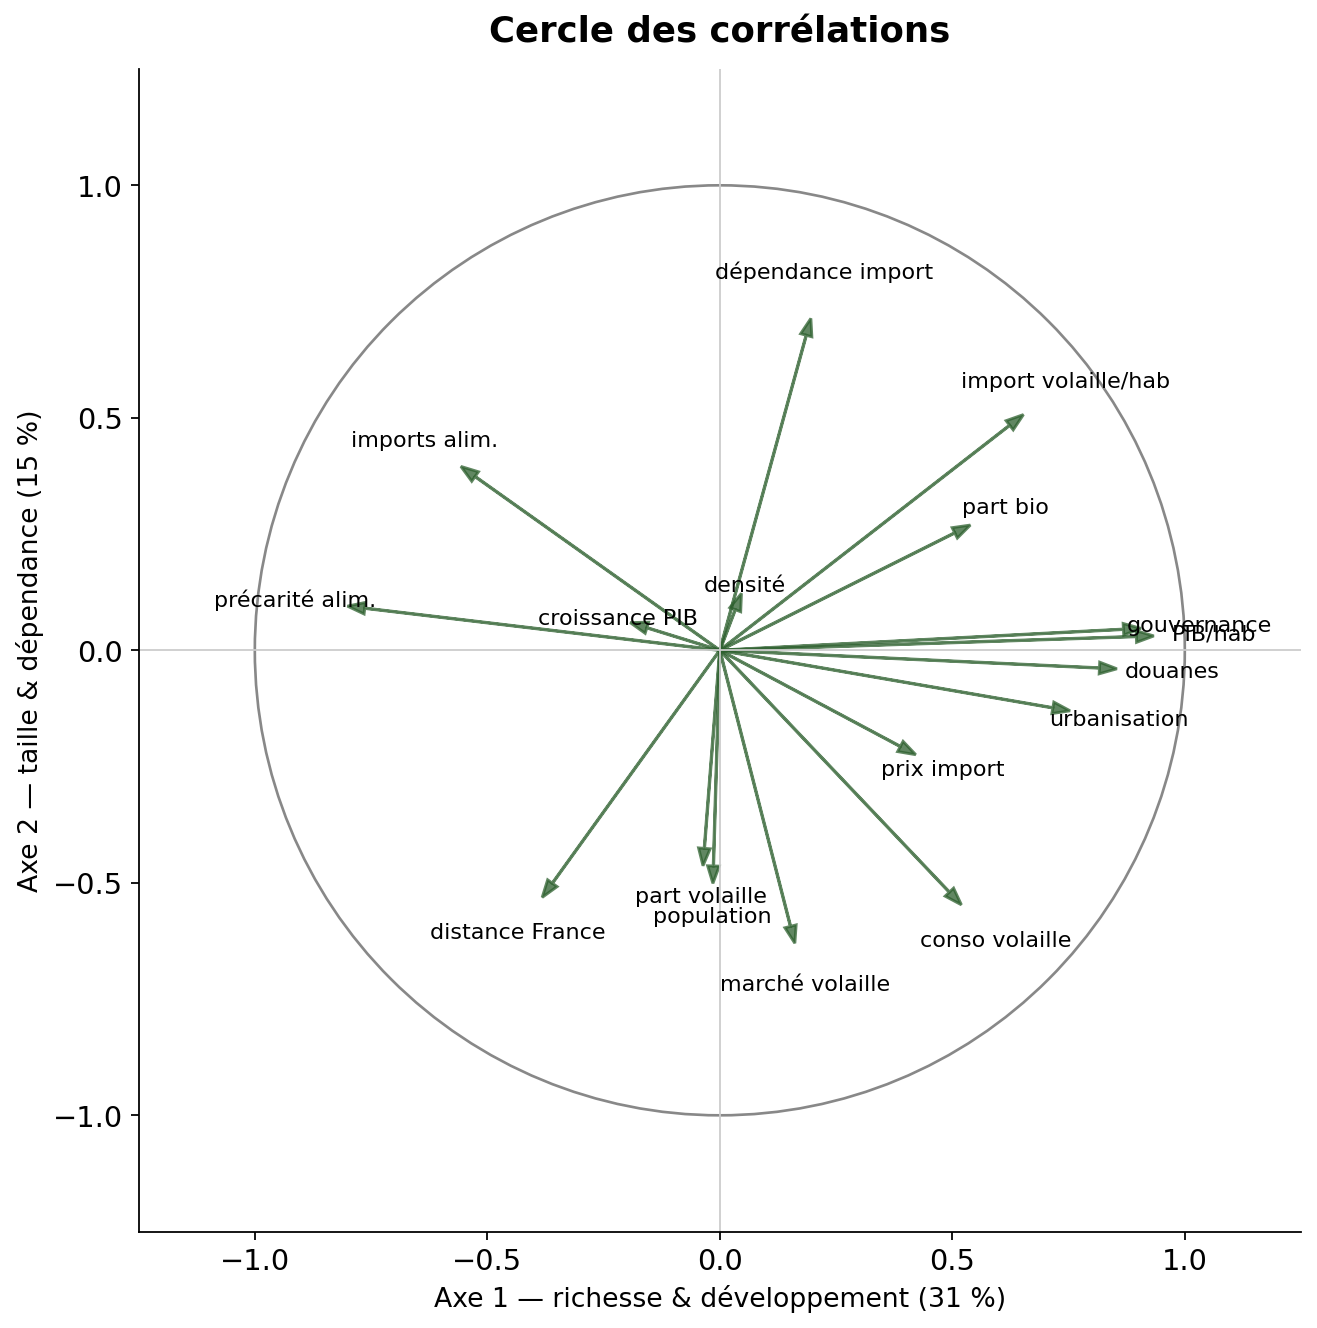 Cercle des corrélations
1.0
dépendance import
import volaille/hab
0.5
imports alim.
part bio
densité
précarité alim.
croissance PIB
gouvernance
PIB/hab
0.0
douanes
urbanisation
prix import
−0.5
part volaille
population
distance France
conso volaille
marché volaille
−1.0
Axe 2 — taille & dépendance (15 %)
−1.0 −0.5 0.0 0.5 1.0
Axe 1 — richesse & développement (31 %)